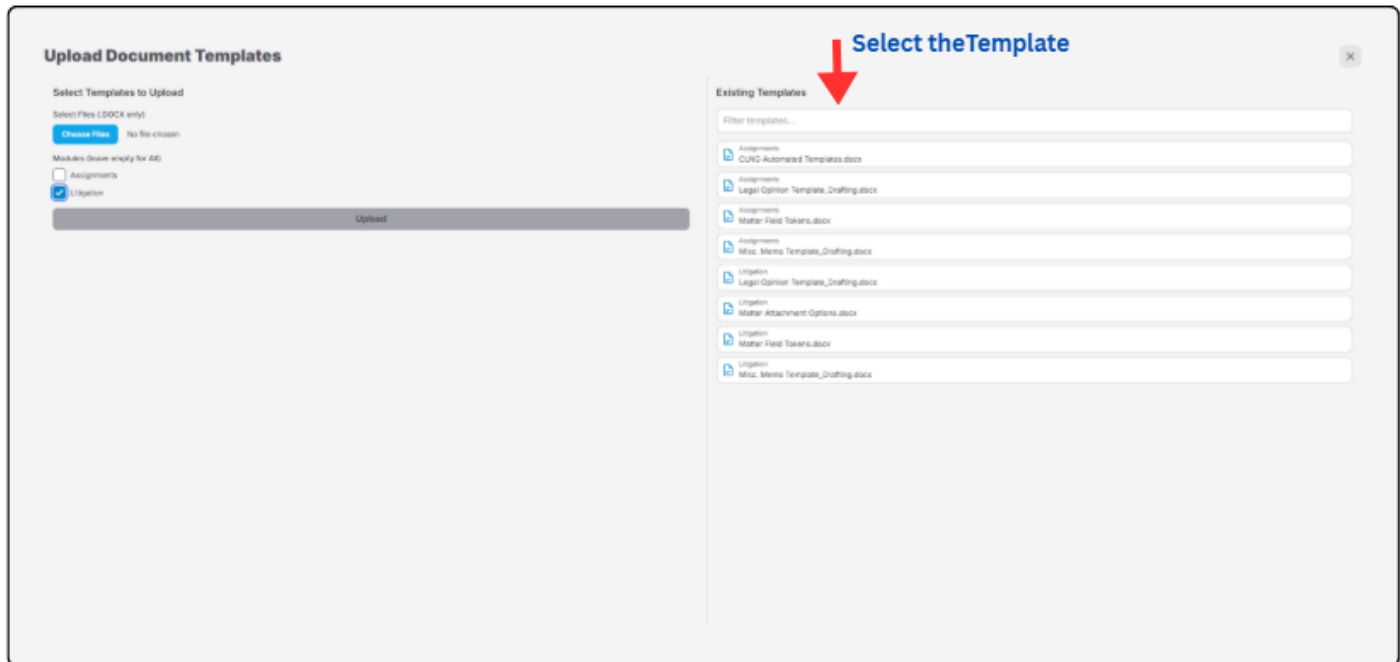 Select theTemplate
Upload Document Templates
Select Templates to Upload
Select Files (.DOCX only)
Choose Files No file chosen
Modules (leave empty for All)
Assignments
Litigation
Upload
Existing Templates
Filter templates...
Assignments
CLNG Automated Templates.docx
Assignments
Legal Opinion Template_Drafting.docx
Assignments
Matter Field Tokens.docx
Assignments
Misc. Memo Template_Drafting.docx
Litigation
Legal Opinion Template_Drafting.docx
Litigation
Matter Attachment Options.docx
Litigation
Matter Field Tokens.docx
Litigation
Misc. Memo Template_Drafting.docx